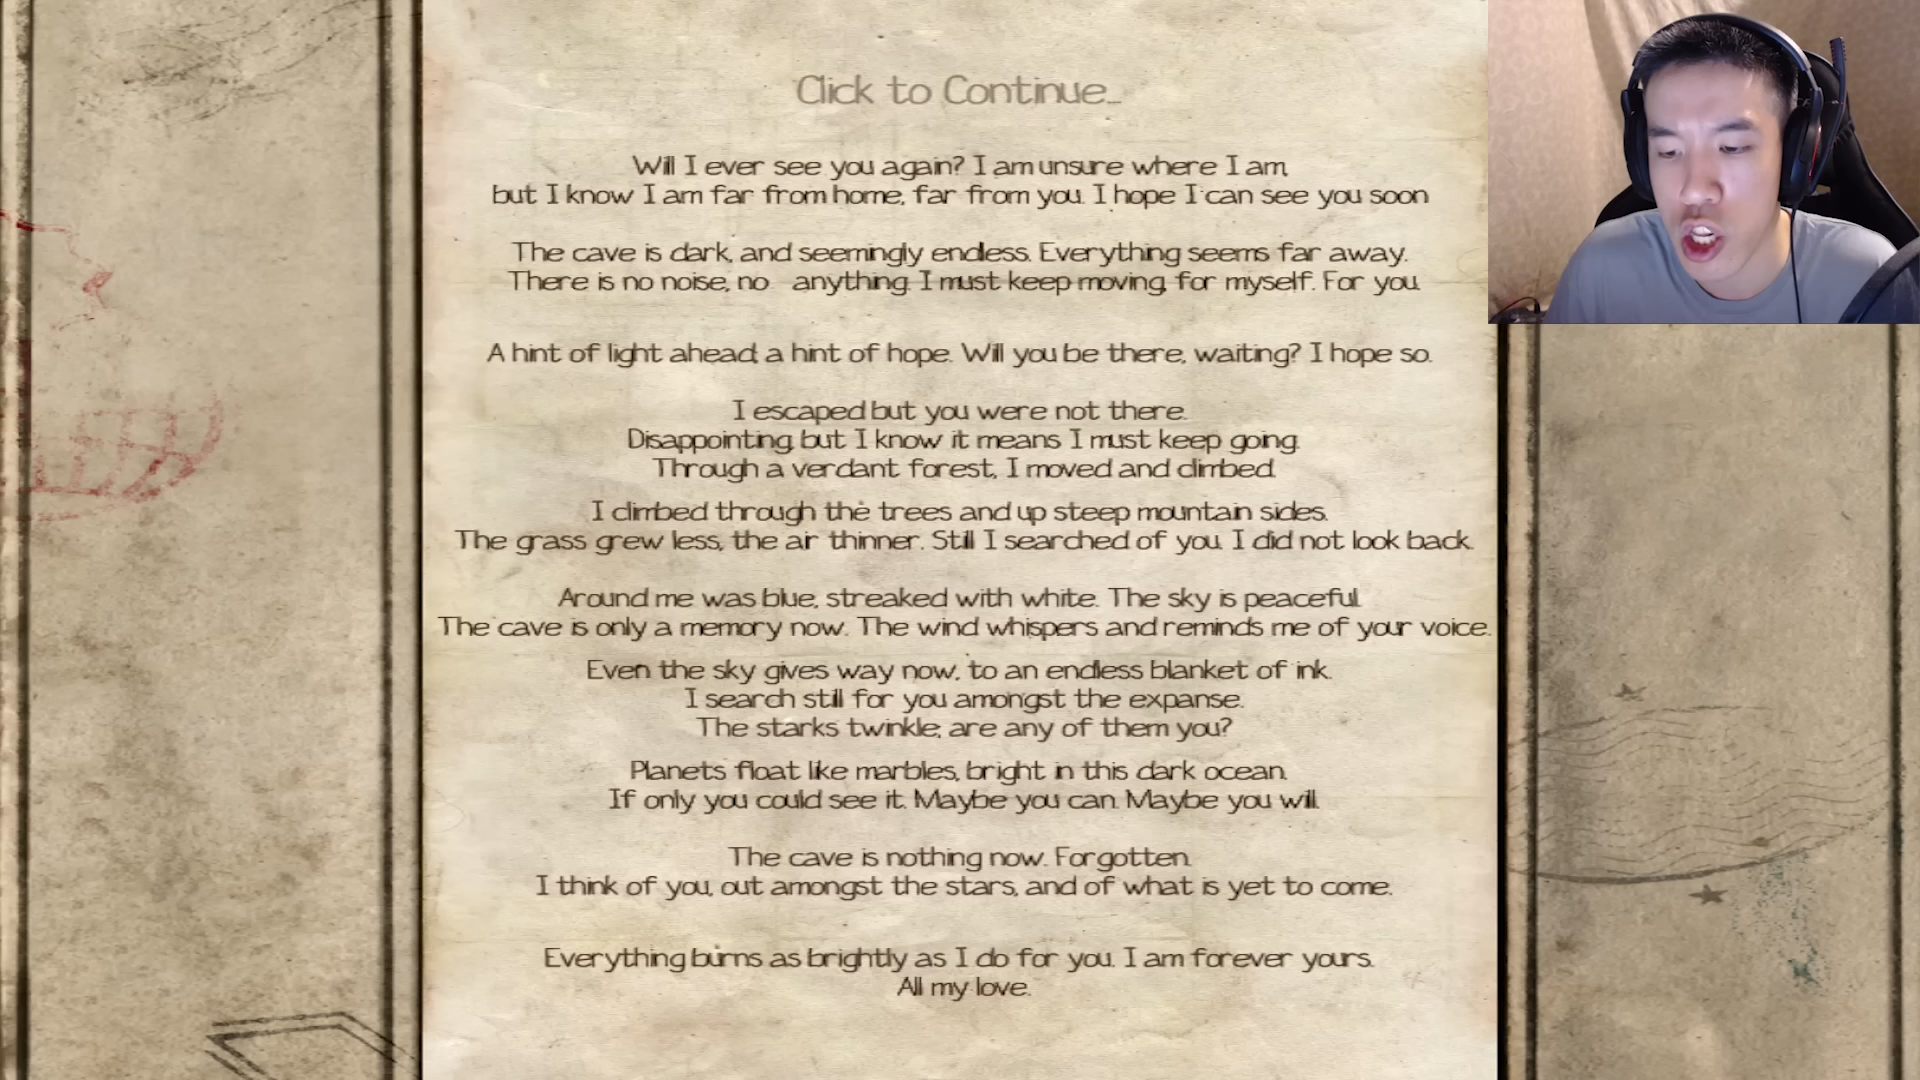 Click to Continue...
Will I ever see you again? I am unsure where I am,
but I know I am far from home, far from you. I hope I can see you soon
The cave is dark, and seemingly endless. Everything seems far away.
There is no noise, no anything. I must keep moving, for myself. For you.
A hint of light ahead, a hint of hope. Will you be there, waiting? I hope so.
I escaped but you were not there.
Disappointing, but I know it means I must keep going.
Through a verdant forest, I moved and climbed.
I climbed through the trees and up steep mountain sides.
The grass grew less, the air thinner. Still I searched of you. I did not look back.
Around me was blue, streaked with white. The sky is peaceful.
The cave is only a memory now. The wind whispers and reminds me of your voice.
Even the sky gives way now, to an endless blanket of ink.
I search still for you amongst the expanse.
The starks twinkle; are any of them you?
Planets float like marbles, bright in this dark ocean.
If only you could see it. Maybe you can. Maybe you will.
The cave is nothing now. Forgotten.
I think of you, out amongst the stars, and of what is yet to come.
Everything burns as brightly as I do for you. I am forever yours.
All my love.